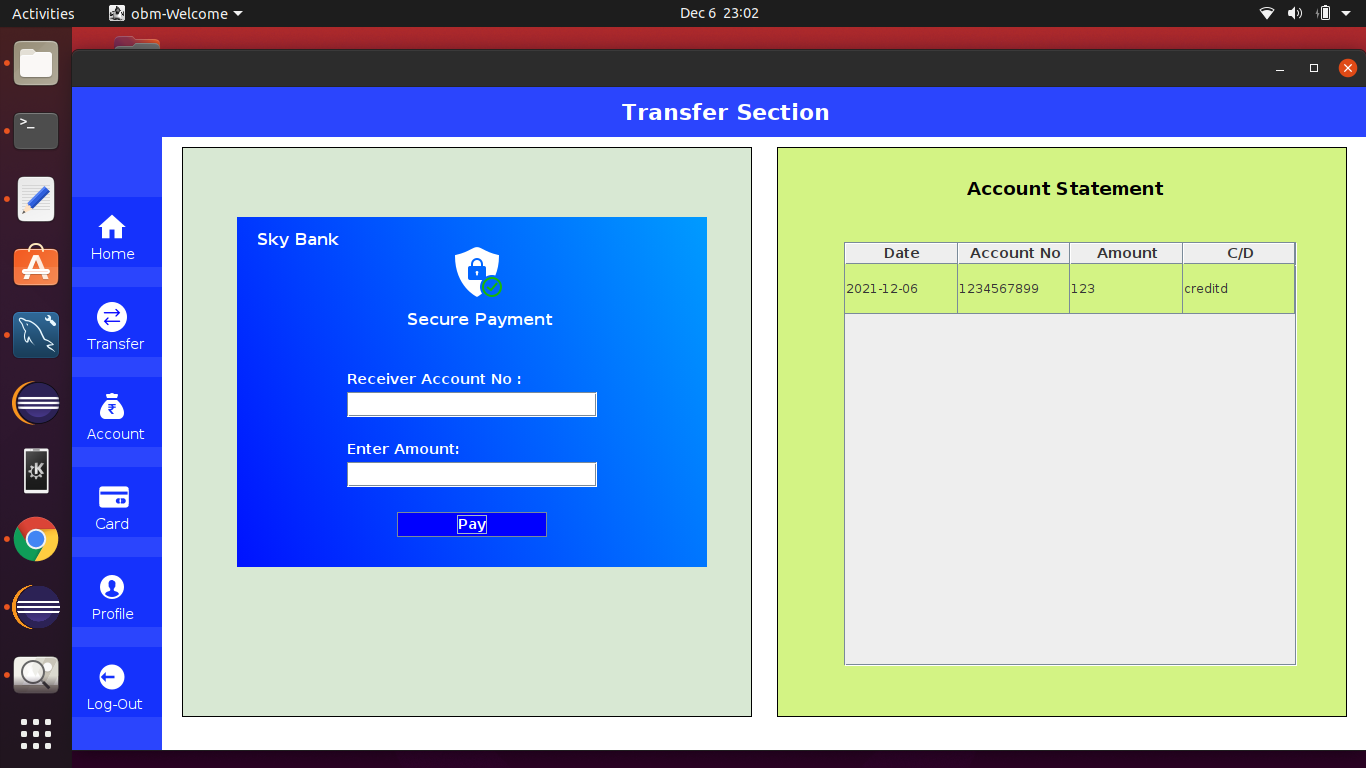 Activities
obm-Welcome
Dec 6 23:02
Transfer Section
Home
Transfer
Account
Card
Profile
Log-Out
Sky Bank
Secure Payment
Receiver Account No :
Enter Amount:
Pay
Account Statement
Date Account No Amount C/D
2021-12-06 1234567899 123 creditd